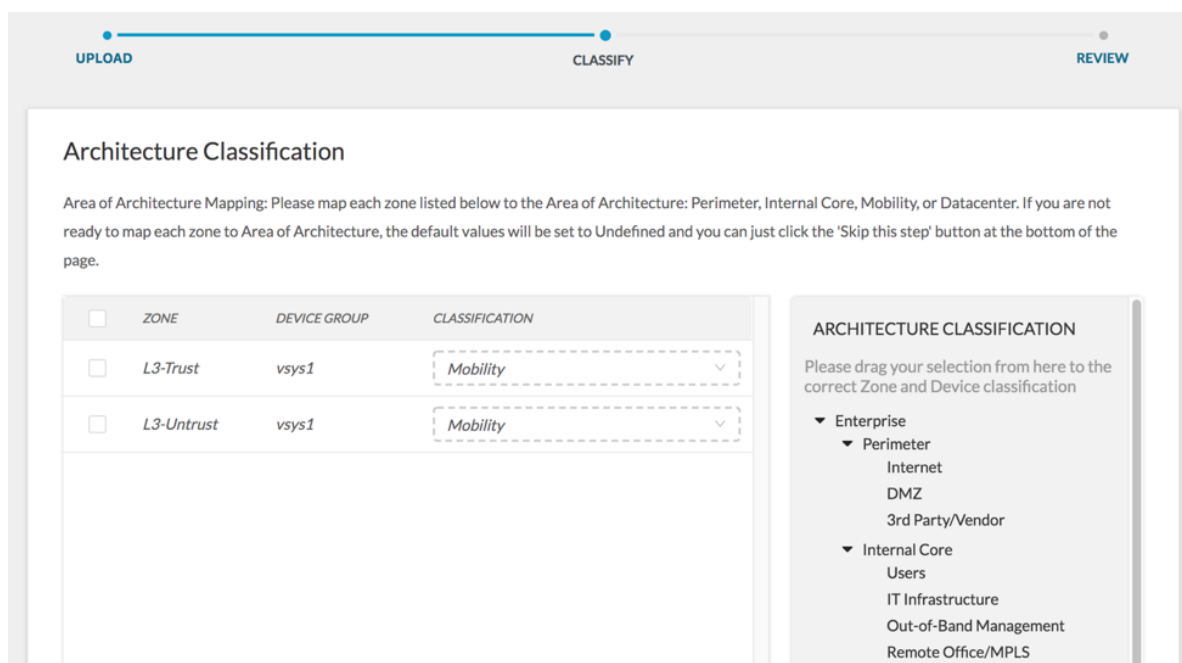 UPLOAD
CLASSIFY
REVIEW
Architecture Classification
Area of Architecture Mapping: Please map each zone listed below to the Area of Architecture: Perimeter, Internal Core, Mobility, or Datacenter. If you are not
ready to map each zone to Area of Architecture, the default values will be set to Undefined and you can just click the 'Skip this step' button at the bottom of the
page.
ZONE DEVICE GROUP CLASSIFICATION
L3-Trust vsys1 Mobility
L3-Untrust vsys1 Mobility
ARCHITECTURE CLASSIFICATION
Please drag your selection from here to the
correct Zone and Device classification
Enterprise
Perimeter
Internet
DMZ
3rd Party/Vendor
Internal Core
Users
IT Infrastructure
Out-of-Band Management
Remote Office/MPLS